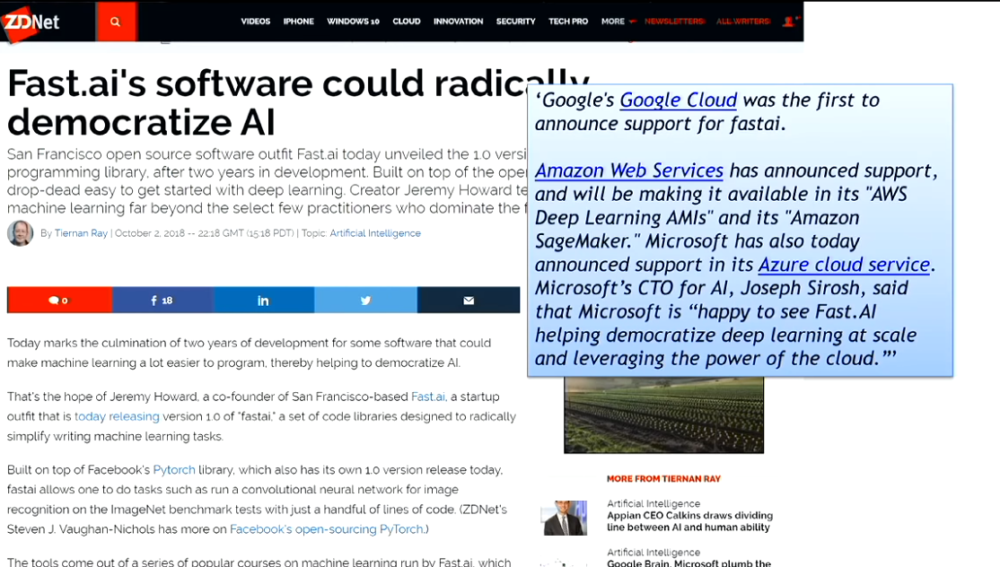 ZDNet
VIDEOS IPHONE WINDOWS 10 CLOUD INNOVATION SECURITY TECH PRO MORE NEWSLETTERS ALL WRITERS
Fast.ai's software could radically
democratize AI
San Francisco open source software outfit Fast.ai today unveiled the 1.0
programming library, after two years in development. Built on top of the
drop-dead easy to get started with deep learning. Creator Jeremy Howard
machine learning far beyond the select few practitioners who dominate the
By Tiernan Ray | October 2, 2018 -- 22:18 GMT (15:18 PDT) | Topic: Artificial Intelligence
0 f 18 in
‘Google's Google Cloud was the first to
announce support for fastai.
Amazon Web Services has announced support,
and will be making it available in its "AWS
Deep Learning AMIs" and its "Amazon
SageMaker." Microsoft has also today
announced support in its Azure cloud service.
Microsoft’s CTO for AI, Joseph Sirosh, said
that Microsoft is “happy to see Fast.AI
helping democratize deep learning at scale
and leveraging the power of the cloud.”’
Today marks the culmination of two years of development for some software that could
make machine learning a lot easier to program, thereby helping to democratize AI.
That's the hope of Jeremy Howard, a co-founder of San Francisco-based Fast.ai, a startup
outfit that is today releasing version 1.0 of "fastai," a set of code libraries designed to radically
simplify writing machine learning tasks.
Built on top of Facebook's Pytorch library, which also has its own 1.0 version release today,
fastai allows one to do tasks such as run a convolutional neural network for image
recognition on the ImageNet benchmark tests with just a handful of lines of code. (ZDNet's
Steven J. Vaughan-Nichols has more on Facebook's open-sourcing PyTorch.)
The tools come out of a series of popular courses on machine learning run by Fast.ai, which
MORE FROM TIERNAN RAY
Artificial Intelligence
Appian CEO Calkins draws dividing
line between AI and human ability
Artificial Intelligence
Google Brain, Microsoft plumb the